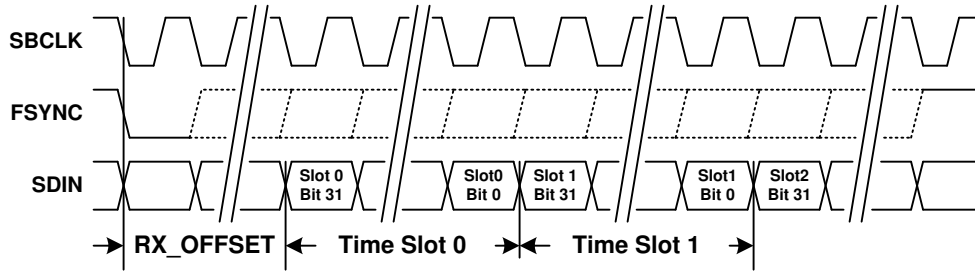 SBCLK
FSYNC
SDIN
Slot 0
Bit 31
Slot0
Bit 0
Slot 1
Bit 31
Slot1
Bit 0
Slot2
Bit 31
RX_OFFSET
Time Slot 0
Time Slot 1